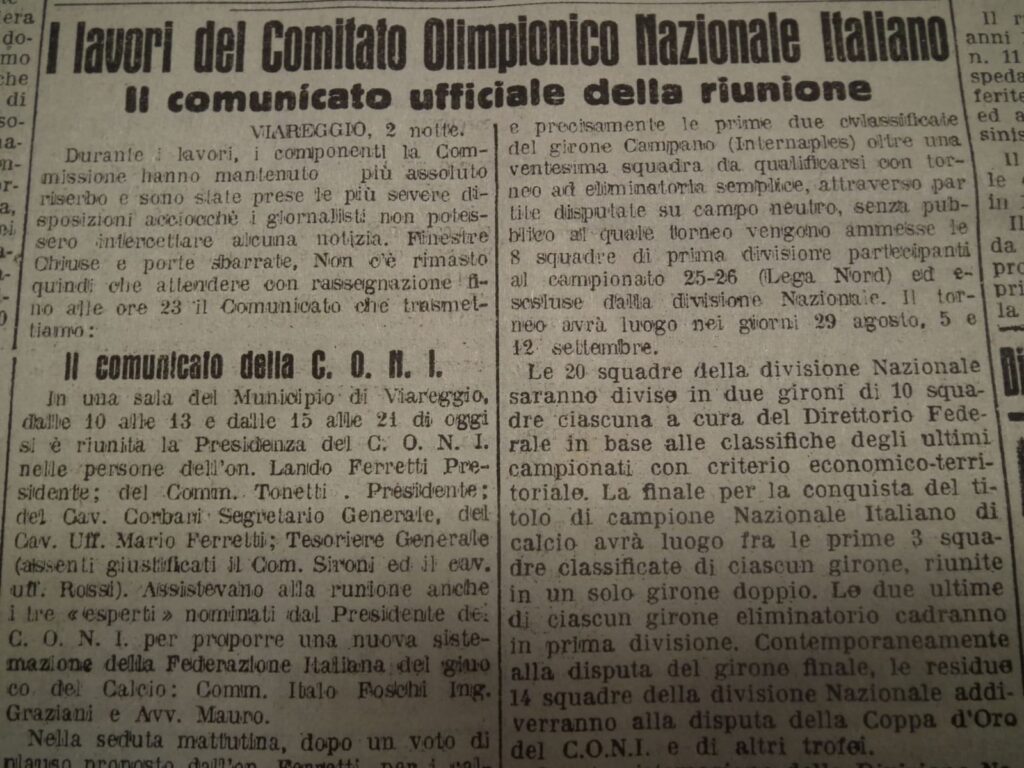 I lavori del Comitato Olimpionico Nazionale Italiano
Il comunicato ufficiale della riunione
VIAREGGIO, 2 notte.
Durante i lavori, i componenti la Com-
missione hanno mantenuto più assoluto
riserbo e sono state prese le più severe di-
sposizioni acciocchè i giornalisti non potes-
sero intercettare alcuna notizia. Finestre
Chiuse e porte sbarrate, Non c'è rimasto
quindi che attendere con rassegnazione fi-
no alle ore 23 il Comunicato che trasmet-
tiamo:
Il comunicato della C. O. N. I.
In una sala del Municipio di Viareggio,
dalle 10 alle 13 e dalle 15 alle 21 di oggi
si è riunita la Presidenza del C. O. N. I.
nelle persone dell'on. Lando Ferretti Pre-
sidente; del Comm. Tonetti . Presidente;
del Cav. Corbani Segretario Generale, del
Cav. Uff. Mario Ferretti; Tesoriere Generale
(assenti giustificati il Com. Sironi ed il cav.
uff. Rossi). Assistevano alla runione anche
i tre «esperti» nominati dal Presidente del
C. O. N. I. per proporre una nuova siste-
mazione della Federazione Italiana del giuo
co del Calcio: Comm. Italo Foschi Ing.
Graziani e Avv. Mauro.
Nella seduta mattutina, dopo un voto di
plauso proposto dall'on. Ferretti, per i
e precisamente le prime due classificate
del girone Campano (Internaples) oltre una
ventesima squadra da qualificarsi con tor-
neo ad eliminatoria semplice, attraverso par
tite disputate su campo neutro, senza pub-
blico al quale torneo vengono ammesse le
8 squadre di prima divisione partecipanti
al campionato 25-26 (Lega Nord) ed e-
scluse dalla divisione Nazionale. Il tor-
neo avrà luogo nei giorni 29 agosto, 5 e
12 settembre.
Le 20 squadre della divisione Nazionale
saranno divise in due gironi di 10 squa-
dre ciascuna a cura del Direttorio Fede-
rale in base alle classifiche degli ultimi
campionati con criterio economico-terri-
toriale. La finale per la conquista del ti-
tolo di campione Nazionale Italiano di
calcio avrà luogo fra le prime 3 squa-
dre classificate di ciascun girone, riunite
in un solo girone doppio. Le due ultime
di ciascun girone eliminatorio cadranno
in prima divisione. Contemporaneamente
alla disputa del girone finale, le residue
14 squadre della divisione Nazionale addi-
verranno alla disputa della Coppa d'Oro
del C.O.N.I. e di altri trofei.